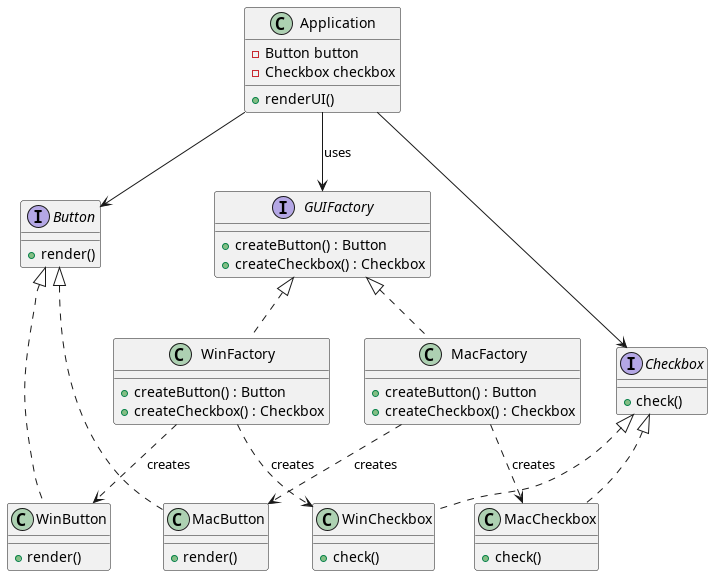 C Application
Button button
Checkbox checkbox
renderUI()
uses
I Button
render()
I GUIFactory
createButton() : Button
createCheckbox() : Checkbox
C WinFactory
createButton() : Button
createCheckbox() : Checkbox
C MacFactory
createButton() : Button
createCheckbox() : Checkbox
I Checkbox
check()
creates
creates
creates
creates
C WinButton
render()
C MacButton
render()
C WinCheckbox
check()
C MacCheckbox
check()